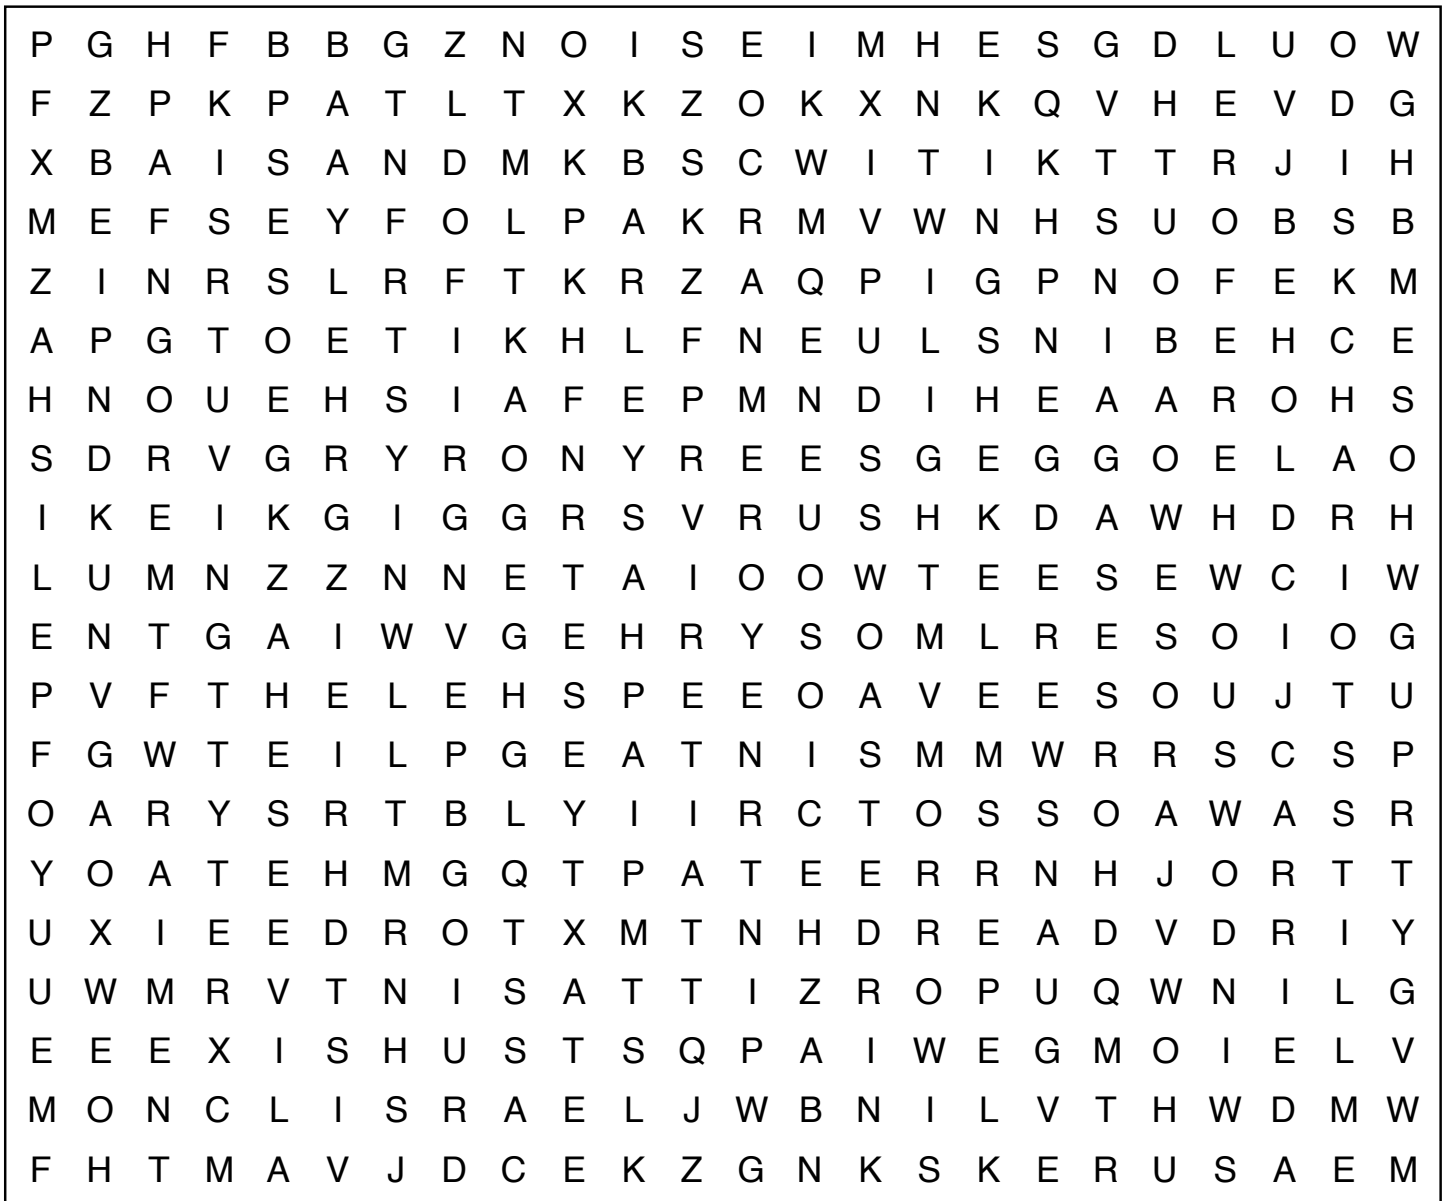 P G H F B B G Z N O I S E I M H E S G D L U O W
F Z P K P A T L T X K Z O K X N K Q V H E V D G
X B A I S A N D M K B S C W I T I K T T R J I H
M E F S E Y F O L P A K R M V W N H S U O B S B
Z I N R S L R F T K R Z A Q P I G P N O F E K M
A P G T O E T I K H L F N E U L S N I B E H C E
H N O U E H S I A F E P M N D I H E A A R O H S
S D R V G R Y R O N Y R E E S G E G G O E L A O
I K E I K G I G G R S V R U S H K D A W H D R H
L U M N Z Z N N E T A I O O W T E E S E W C I W
E N T G A I W V G E H R Y S O M L R E S O I O G
P V F T H E L E H S P E E O A V E E S O U J T U
F G W T E I L P G E A T N I S M M W R R S C S P
O A R Y S R T B L Y I I R C T O S S O A W A S R
Y O A T E H M G Q T P A T E E R R N H J O R T T
U X I E E D R O T X M T N H D R E A D V D R I Y
U W M R V T N I S A T T I Z R O P U Q W N I L G
E E E X I S H U S T S Q P A I W E G M O I E L V
M O N C L I S R A E L J W B N I L V T H W D M W
F H T M A V J D C E K Z G N K S K E R U S A E M